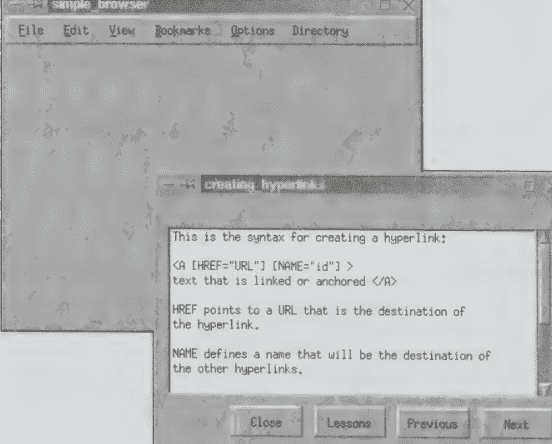 simple_browser
File Edit View Bookmarks Options Directory
creating_hyperlinks
This is the syntax for creating a hyperlink:
<A [HREF="URL"] [NAME="id"] >
text that is linked or anchored </A>
HREF points to a URL that is the destination of
the hyperlink.
NAME defines a name that will be the destination of
the other hyperlinks.
Close Lessons Previous Next